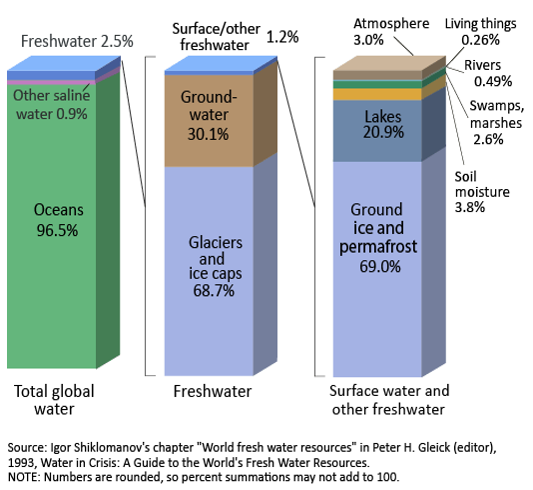 Freshwater 2.5%
Other saline
water 0.9%
Oceans
96.5%
Total global
water
Surface/other
freshwater
1.2%
Ground-
water
30.1%
Glaciers
and
ice caps
68.7%
Freshwater
Atmosphere
3.0%
Living things
0.26%
Rivers
0.49%
Swamps,
marshes
2.6%
Soil
moisture
3.8%
Lakes
20.9%
Ground
ice and
permafrost
69.0%
Surface water and
other freshwater
Source: Igor Shiklomanov's chapter "World fresh water resources" in Peter H. Gleick (editor),
1993, Water in Crisis: A Guide to the World's Fresh Water Resources.
NOTE: Numbers are rounded, so percent summations may not add to 100.